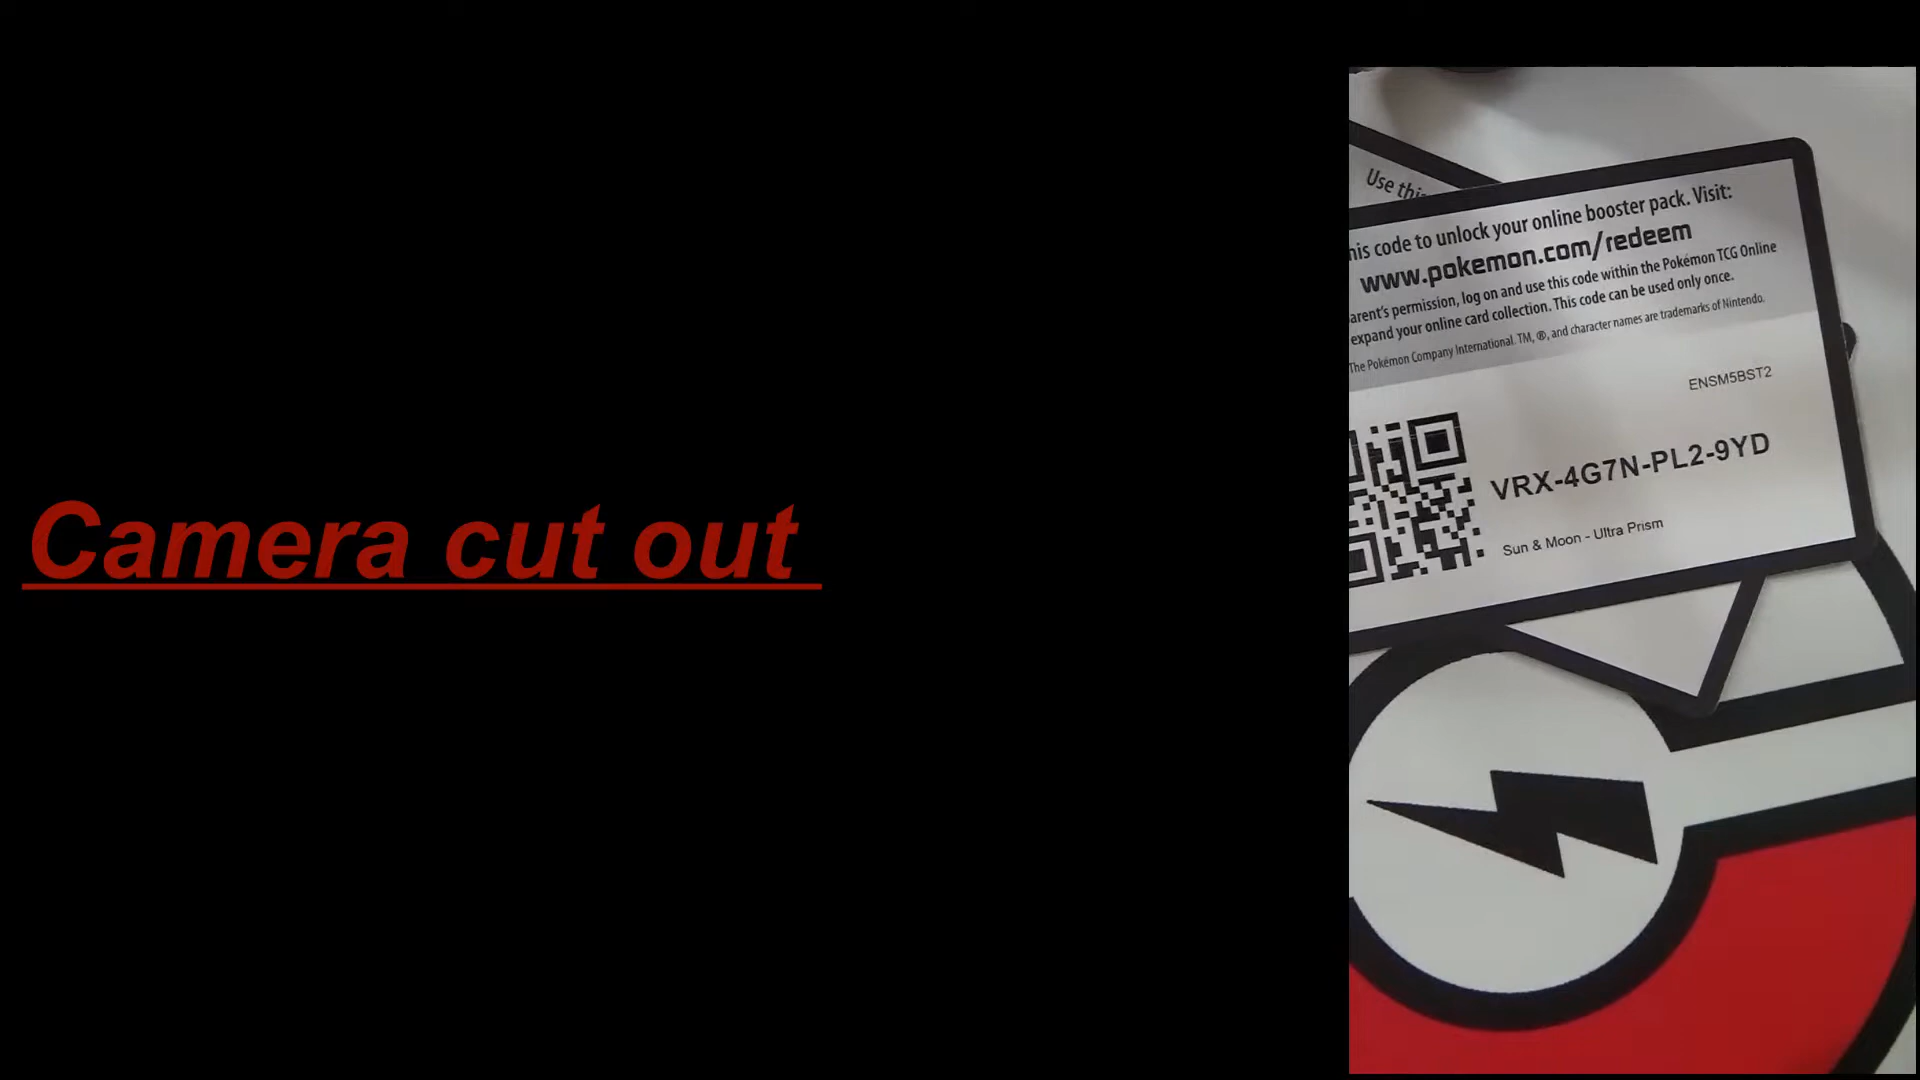 Camera cut out
Use this
his code to unlock your online booster pack. Visit:
www.pokemon.com/redeem
arent's permission, log on and use this code within the Pokémon TCG Online
expand your online card collection. This code can be used only once.
The Pokémon Company International. TM, ®, and character names are trademarks of Nintendo.
ENSM5BST2
VRX-4G7N-PL2-9YD
Sun & Moon - Ultra Prism